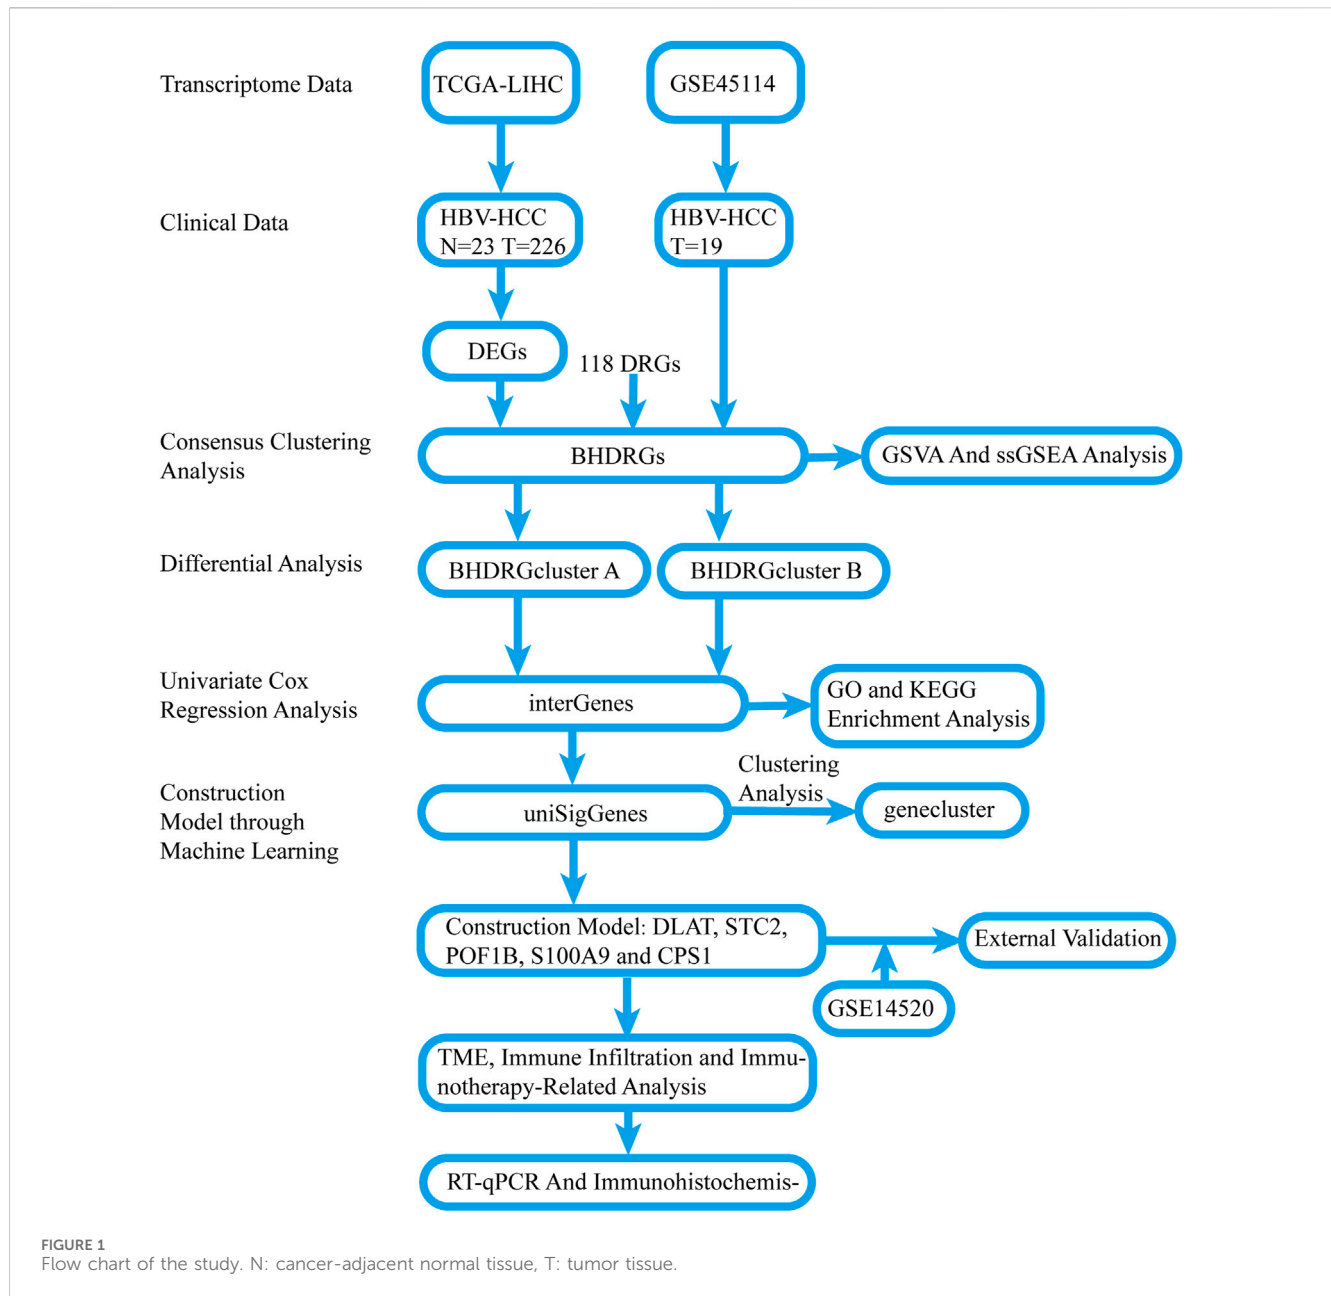 Transcriptome Data
TCGA-LIHC
GSE45114
Clinical Data
HBV-HCC
N=23 T=226
HBV-HCC
T=19
DEGs
118 DRGs
Consensus Clustering
Analysis
BHDRGs
GSVA And ssGSEA Analysis
Differential Analysis
BHDRGcluster A
BHDRGcluster B
Univariate Cox
Regression Analysis
interGenes
GO and KEGG
Enrichment Analysis
Construction
Model through
Machine Learning
uniSigGenes
Clustering
Analysis
genecluster
Construction Model: DLAT, STC2,
POF1B, S100A9 and CPS1
External Validation
GSE14520
TME, Immune Infiltration and Immu-
notherapy-Related Analysis
RT-qPCR And Immunohistochemis-
FIGURE 1
Flow chart of the study. N: cancer-adjacent normal tissue, T: tumor tissue.